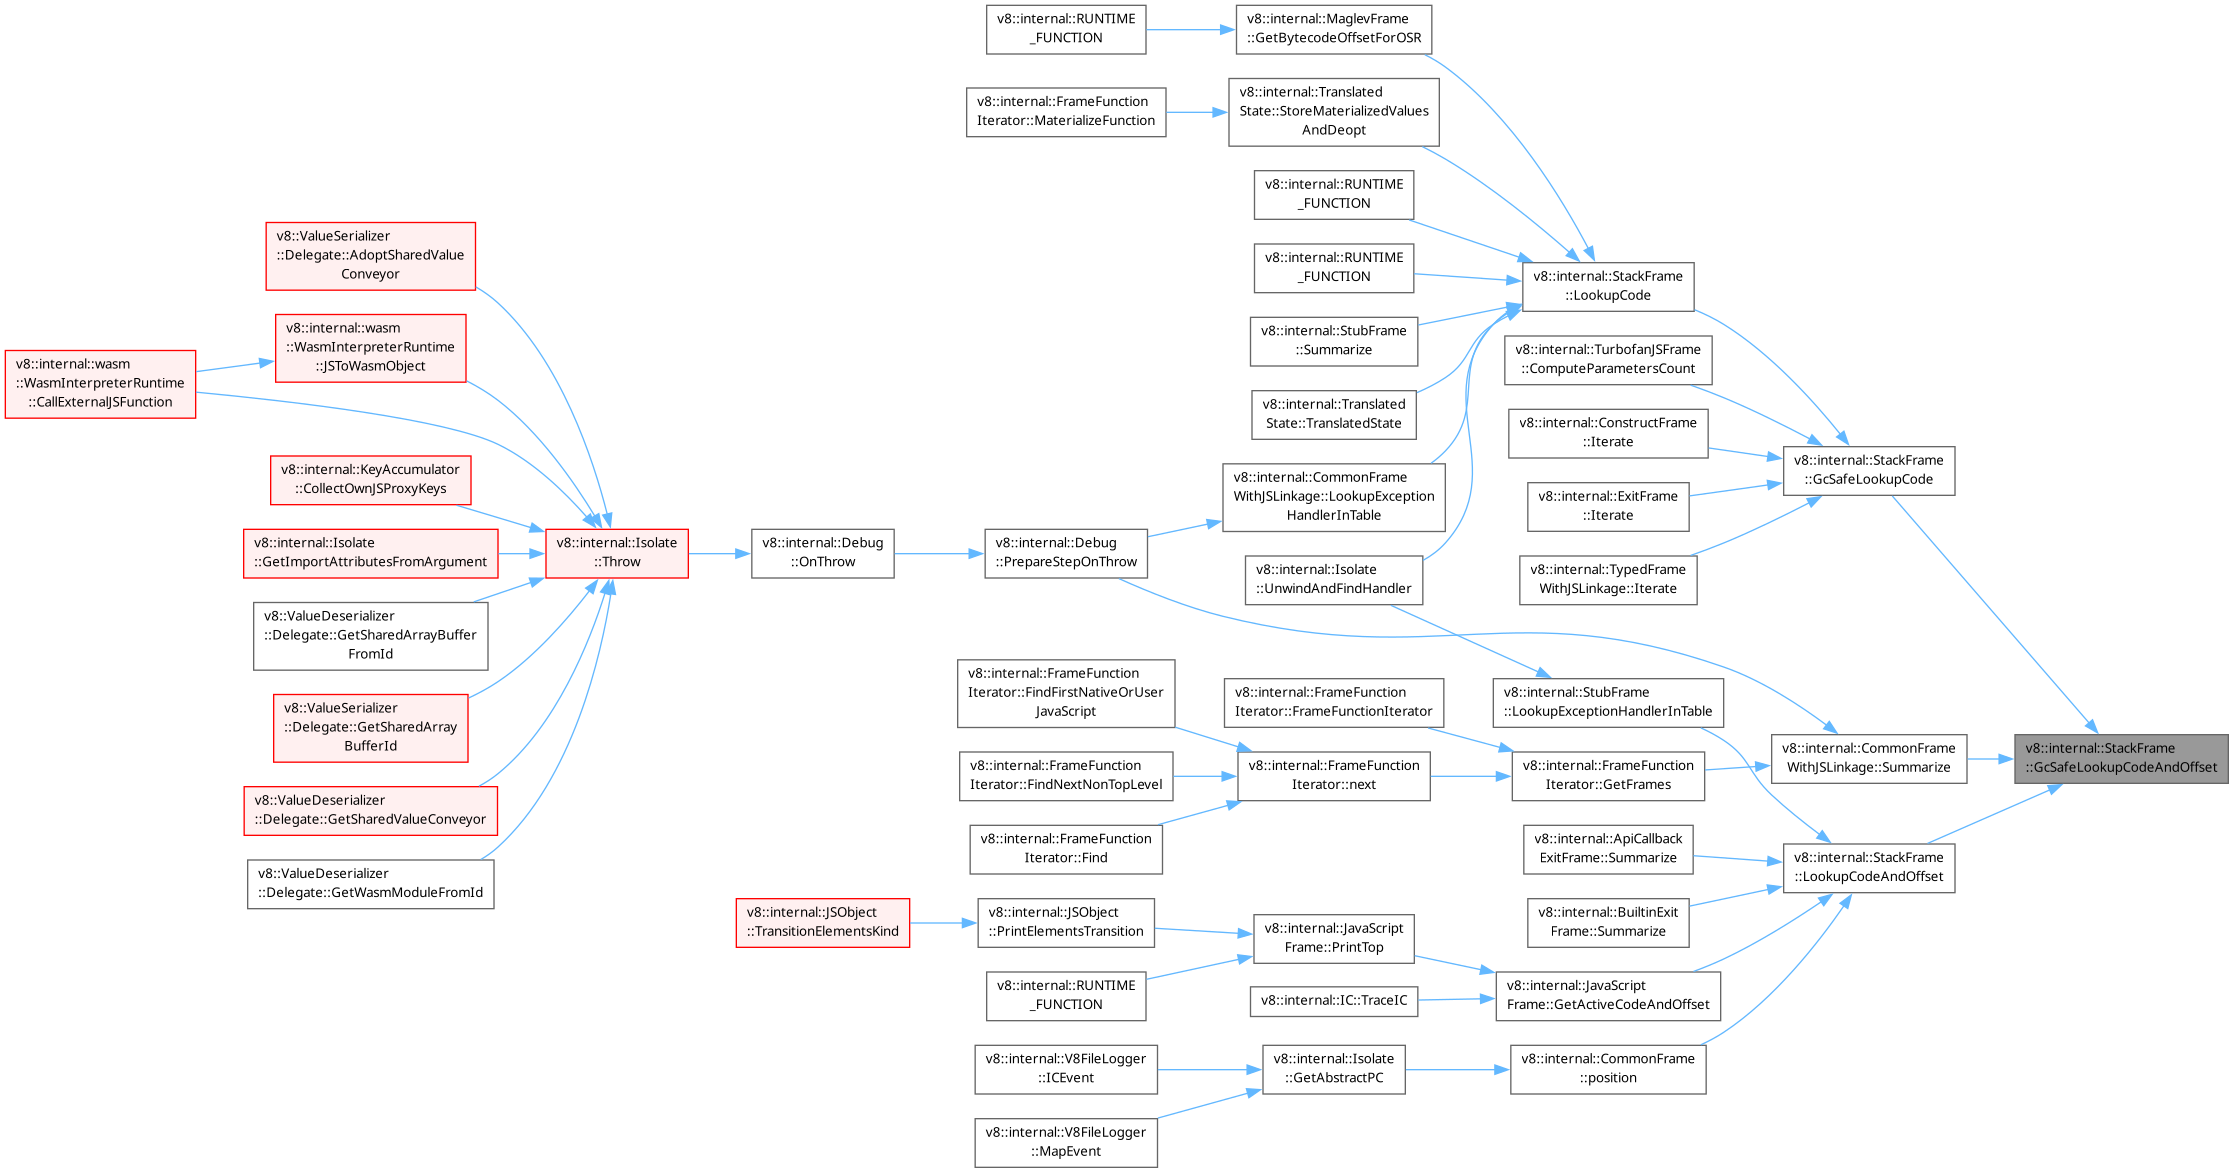 v8::internal::RUNTIME
_FUNCTION
v8::internal::MaglevFrame
::GetBytecodeOffsetForOSR
v8::internal::FrameFunction
Iterator::MaterializeFunction
v8::internal::Translated
State::StoreMaterializedValues
AndDeopt
v8::internal::RUNTIME
_FUNCTION
v8::internal::RUNTIME
_FUNCTION
v8::internal::StubFrame
::Summarize
v8::internal::Translated
State::TranslatedState
v8::internal::CommonFrame
WithJSLinkage::LookupException
HandlerInTable
v8::internal::Isolate
::UnwindAndFindHandler
v8::internal::StackFrame
::LookupCode
v8::internal::TurbofanJSFrame
::ComputeParametersCount
v8::internal::ConstructFrame
::Iterate
v8::internal::ExitFrame
::Iterate
v8::internal::TypedFrame
WithJSLinkage::Iterate
v8::internal::StackFrame
::GcSafeLookupCode
v8::ValueSerializer
::Delegate::AdoptSharedValue
Conveyor
v8::internal::wasm
::WasmInterpreterRuntime
::JSToWasmObject
v8::internal::wasm
::WasmInterpreterRuntime
::CallExternalJSFunction
v8::internal::KeyAccumulator
::CollectOwnJSProxyKeys
v8::internal::Isolate
::GetImportAttributesFromArgument
v8::ValueDeserializer
::Delegate::GetSharedArrayBuffer
FromId
v8::ValueSerializer
::Delegate::GetSharedArray
BufferId
v8::ValueDeserializer
::Delegate::GetSharedValueConveyor
v8::ValueDeserializer
::Delegate::GetWasmModuleFromId
v8::internal::Isolate
::Throw
v8::internal::Debug
::OnThrow
v8::internal::Debug
::PrepareStepOnThrow
v8::internal::FrameFunction
Iterator::FindFirstNativeOrUser
JavaScript
v8::internal::FrameFunction
Iterator::FindNextNonTopLevel
v8::internal::FrameFunction
Iterator::Find
v8::internal::FrameFunction
Iterator::FrameFunctionIterator
v8::internal::FrameFunction
Iterator::next
v8::internal::StubFrame
::LookupExceptionHandlerInTable
v8::internal::FrameFunction
Iterator::GetFrames
v8::internal::CommonFrame
WithJSLinkage::Summarize
v8::internal::StackFrame
::GcSafeLookupCodeAndOffset
v8::internal::ApiCallback
ExitFrame::Summarize
v8::internal::BuiltinExit
Frame::Summarize
v8::internal::StackFrame
::LookupCodeAndOffset
v8::internal::JSObject
::TransitionElementsKind
v8::internal::JSObject
::PrintElementsTransition
v8::internal::RUNTIME
_FUNCTION
v8::internal::JavaScript
Frame::PrintTop
v8::internal::IC::TraceIC
v8::internal::JavaScript
Frame::GetActiveCodeAndOffset
v8::internal::V8FileLogger
::ICEvent
v8::internal::V8FileLogger
::MapEvent
v8::internal::Isolate
::GetAbstractPC
v8::internal::CommonFrame
::position